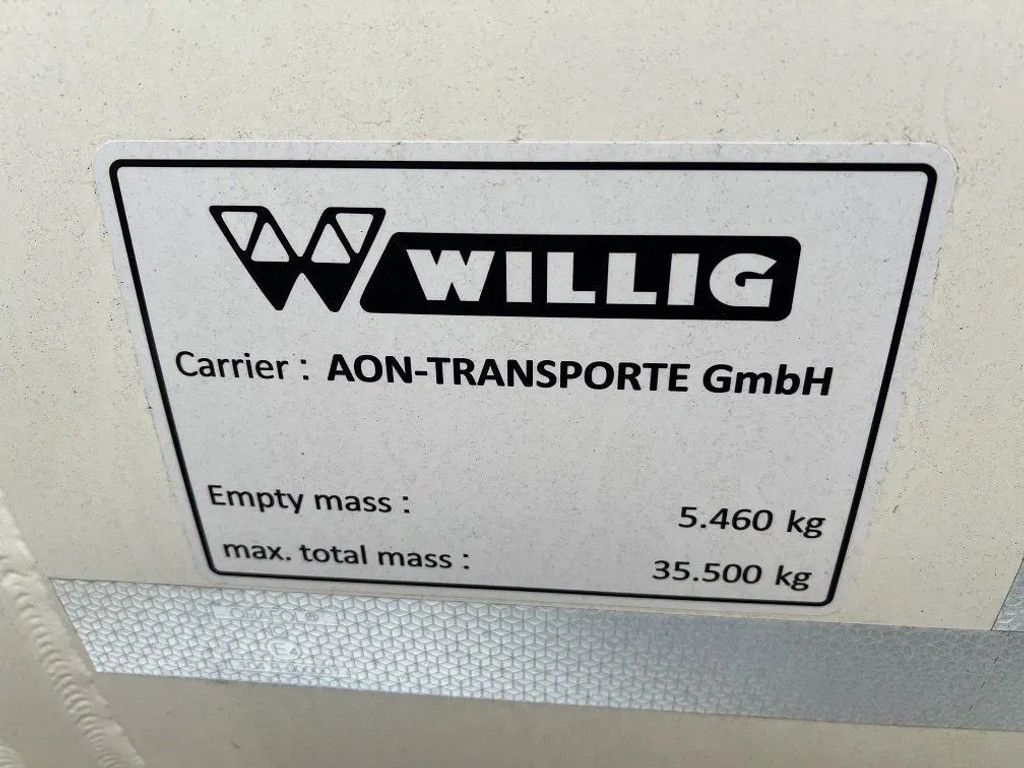 WILLIG
Carrier : AON-TRANSPORTE GmbH
Empty mass : 5.460 kg
max. total mass : 35.500 kg